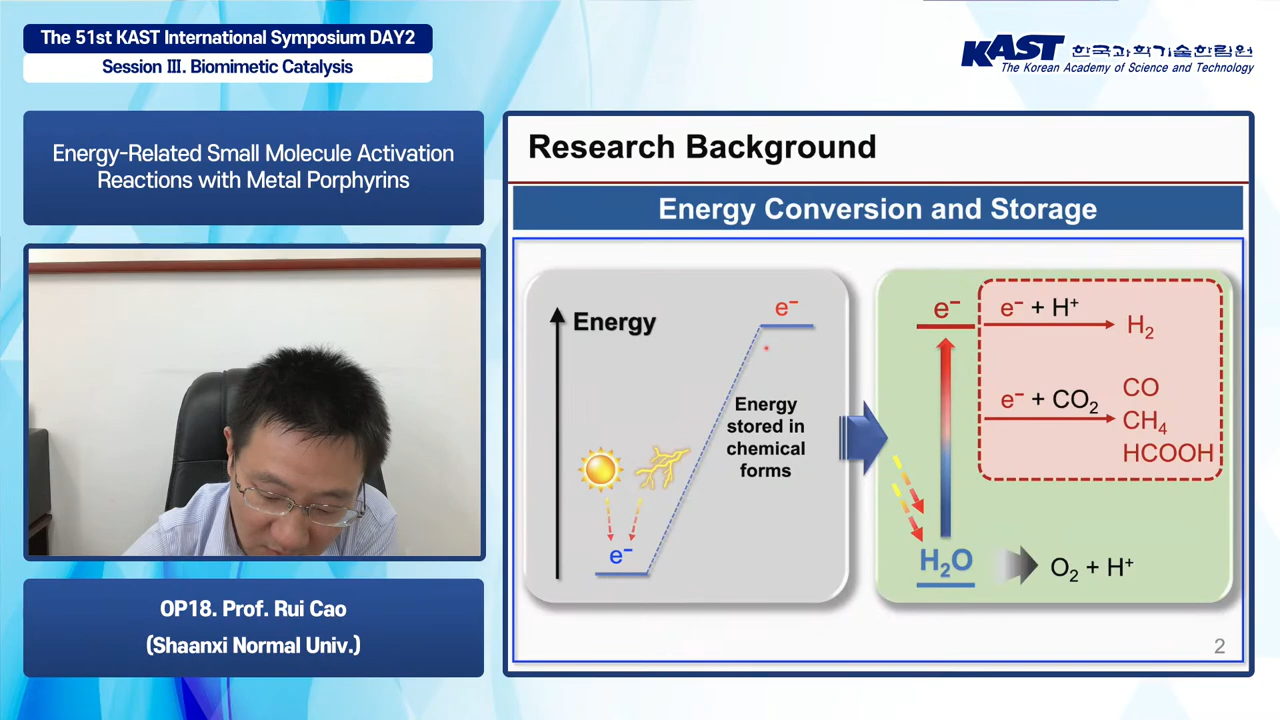 The 51st KAST International Symposium DAY2
Session III. Biomimetic Catalysis
KAST 한국과학기술한림원
The Korean Academy of Science and Technology
Energy-Related Small Molecule Activation
Reactions with Metal Porphyrins
OP18. Prof. Rui Cao
(Shaanxi Normal Univ.)
Research Background
Energy Conversion and Storage
Energy
e⁻
Energy
stored in
chemical
forms
e⁻
e⁻
e⁻ + H⁺
H₂
e⁻ + CO₂
CO
CH₄
HCOOH
H₂O
O₂ + H⁺
2